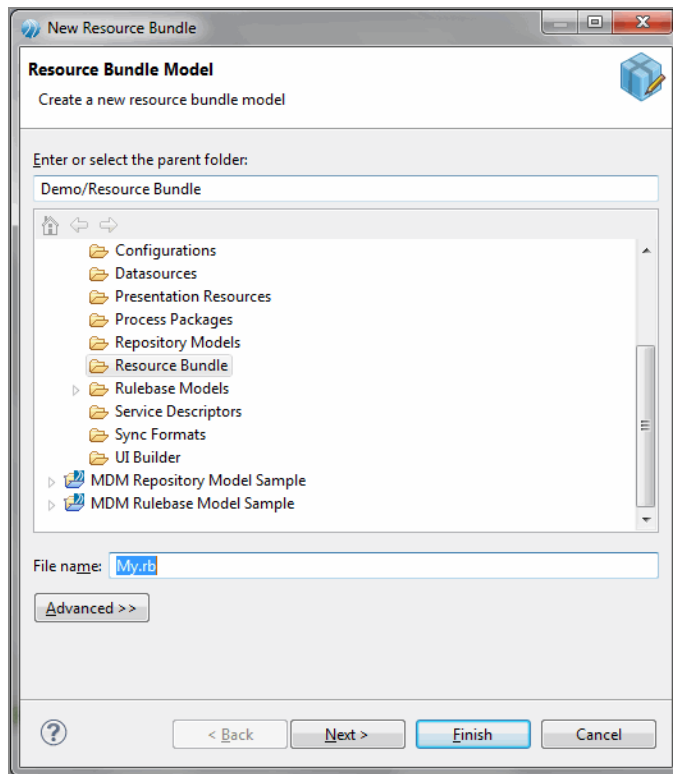 New Resource Bundle
Resource Bundle Model
Create a new resource bundle model
Enter or select the parent folder:
Demo/Resource Bundle
Configurations
Datasources
Presentation Resources
Process Packages
Repository Models
Resource Bundle
Rulebase Models
Service Descriptors
Sync Formats
UI Builder
MDM Repository Model Sample
MDM Rulebase Model Sample
File name: My.rb
Advanced >>
? < Back Next > Finish Cancel